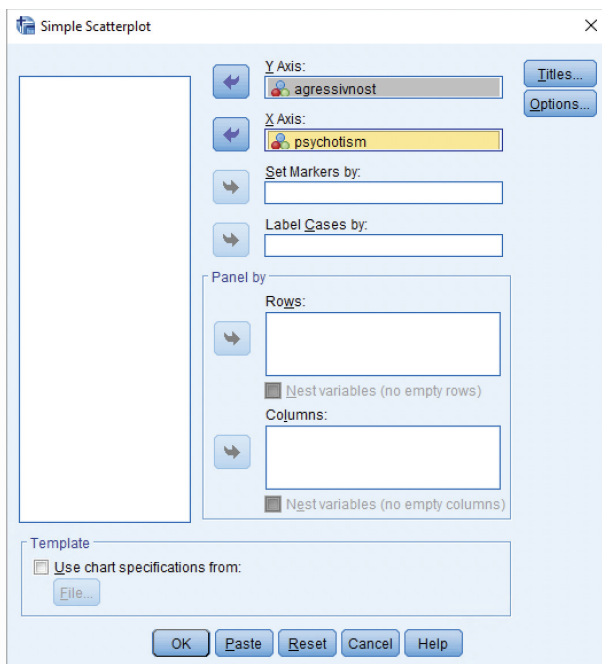 Simple Scatterplot
Y Axis:
agressivnost
Titles...
Options...
X Axis:
psychotism
Set Markers by:
Label Cases by:
Panel by
Rows:
Nest variables (no empty rows)
Columns:
Nest variables (no empty columns)
Template
Use chart specifications from:
File...
OK Paste Reset Cancel Help